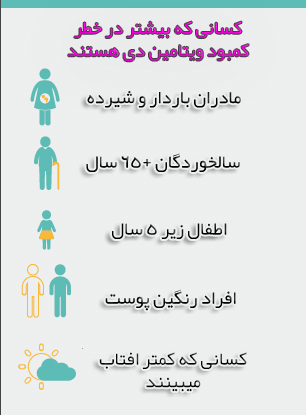 کسانی که بیشتر در خطر
کمبود ویتامین دی هستند
مادران باردار و شیرده
سالخوردگان +۶۵ سال
اطفال زیر ۵ سال
افراد رنگین پوست
کسانی که کمتر افتاب
میبینند